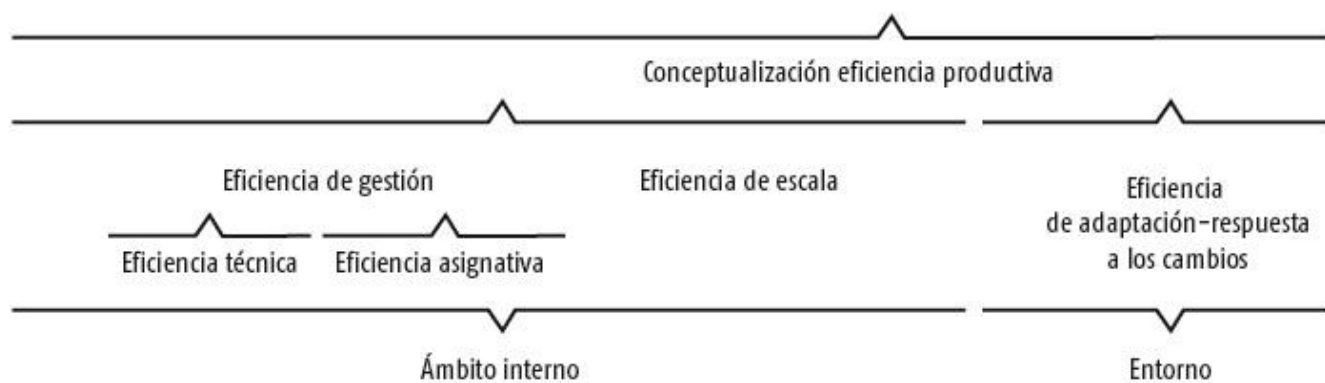 Conceptualización eficiencia productiva
Eficiencia de gestión
Eficiencia de escala
Eficiencia
de adaptación-respuesta
a los cambios
Eficiencia técnica
Eficiencia asignativa
Ámbito interno
Entorno